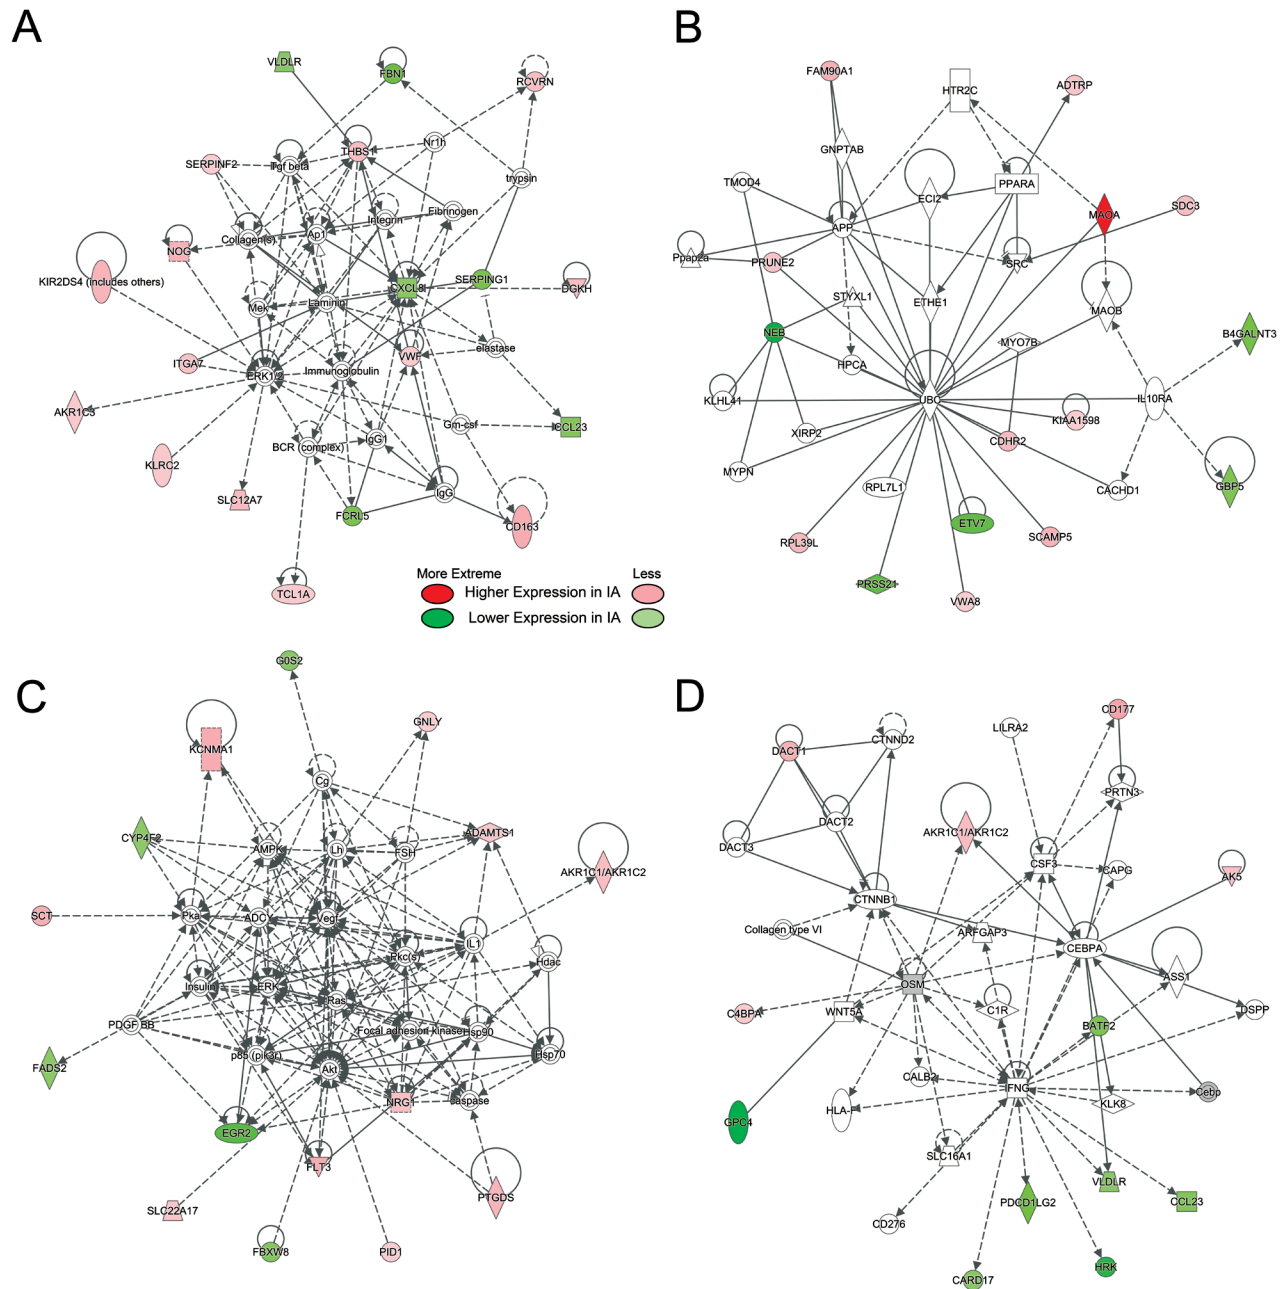 A
VLDLR
FBN1
RCVRN
SERPINF2
Tgf beta
THBS1
Nr1h
trypsin
NOG
Collagen(s)
Ap1
Integrin
Fibrinogen
KIR2DS4 (includes others)
CXCL8
SERPING1
DGKH
Mek
Laminin
ITGA7
ERK1/2
Immunoglobulin
VWF
elastase
AKR1C3
KLRC2
BCR (complex)
IgG1
Gm-csf
CCL23
SLC12A7
FCRL5
IgG
CD163
TCL1A
B
FAM90A1
HTR2C
ADTRP
GNPTAB
TMOD4
ECI2
PPARA
MAOA
SDC3
APP
Ppap2a
PRUNE2
SRC
STYXL1
ETHE1
MAOB
NEB
MYO7B
B4GALNT3
HPCA
KLHL41
UBC
IL10RA
XIRP2
CDHR2
KIAA1598
MYPN
RPL7L1
CACHD1
GBP5
ETV7
RPL39L
SCAMP5
PRSS21
VWA8
More Extreme
Less
Higher Expression in IA
Lower Expression in IA
C
G0S2
KCNMA1
GNLY
Cg
CYP4F2
AMPK
Lh
FSH
ADAMTS1
AKR1C1/AKR1C2
SCT
Pka
ADCY
Vegf
IL1
Pkc(s)
Hdac
Insulin
ERK
Ras
PDGF BB
Focal adhesion kinase
Hsp90
p85 (pik3r)
Akt
Hsp70
FADS2
NRG1
caspase
EGR2
FLT3
PTGDS
SLC22A17
FBXW8
PID1
D
CD177
LILRA2
DACT1
CTNND2
PRTN3
DACT2
AKR1C1/AKR1C2
DACT3
CSF3
CAPG
AK5
CTNNB1
Collagen type VI
ARFGAP3
CEBPA
ASS1
OSM
C4BPA
WNT5A
C1R
DSPP
BATF2
CALB2
IFNG
Cebp
GPC4
HLA-F
KLK8
SLC16A1
VLDLR
PDCD1LG2
CCL23
CD276
HRK
CARD17